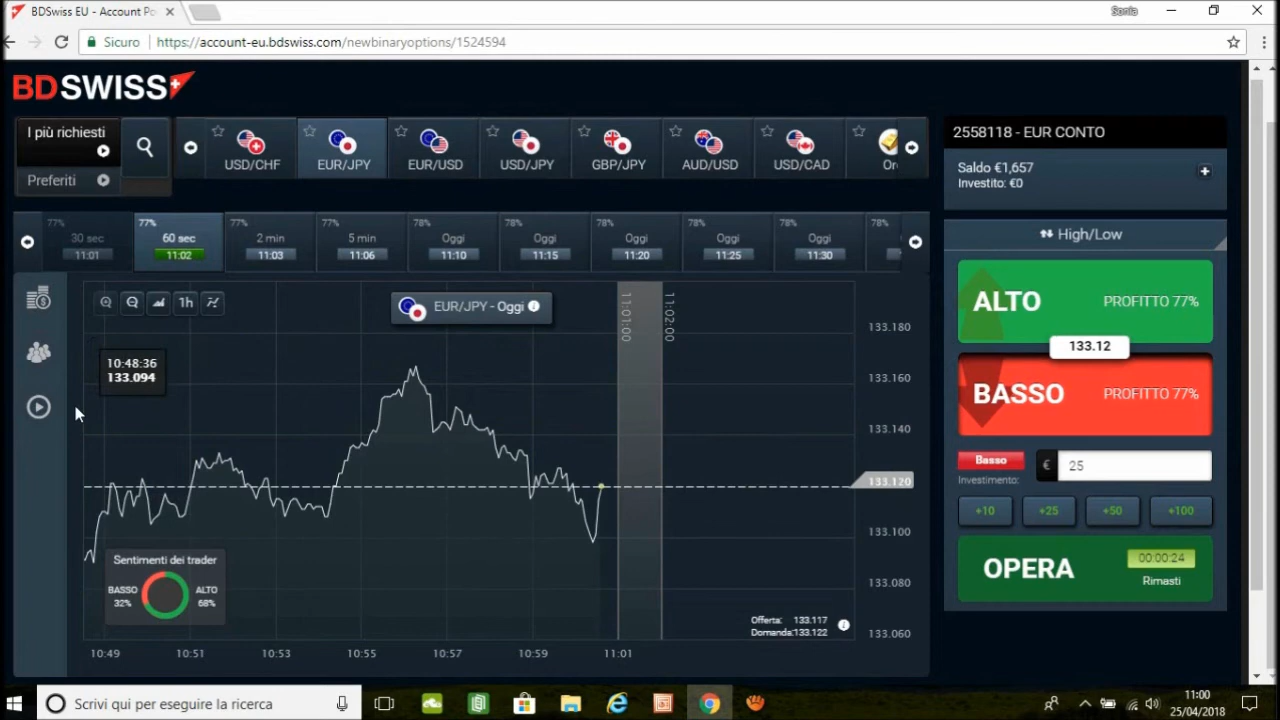 BDSwiss EU - Account Po
Sonia
Sicuro
https://account-eu.bdswiss.com/newbinaryoptions/1524594
BDSWISS
I più richiesti
Preferiti
USD/CHF
EUR/JPY
EUR/USD
USD/JPY
GBP/JPY
AUD/USD
USD/CAD
Or
2558118 - EUR CONTO
Saldo €1,657
Investito: €0
77%
30 sec
11:01
77%
60 sec
11:02
77%
2 min
11:03
77%
5 min
11:06
78%
Oggi
11:10
78%
Oggi
11:15
78%
Oggi
11:20
78%
Oggi
11:25
78%
Oggi
11:30
78%
High/Low
1h
EUR/JPY - Oggi
11:01:00
11:02:00
10:48:36
133.094
133.180
133.160
133.140
133.120
133.100
133.080
133.060
ALTO
PROFITTO 77%
133.12
BASSO
PROFITTO 77%
Basso
Investimento:
€
25
+10
+25
+50
+100
OPERA
00:00:24
Rimasti
Sentimenti dei trader
BASSO
32%
ALTO
68%
Offerta: 133.117
Domanda:133.122
10:49
10:51
10:53
10:55
10:57
10:59
11:01
Scrivi qui per eseguire la ricerca
11:00
25/04/2018